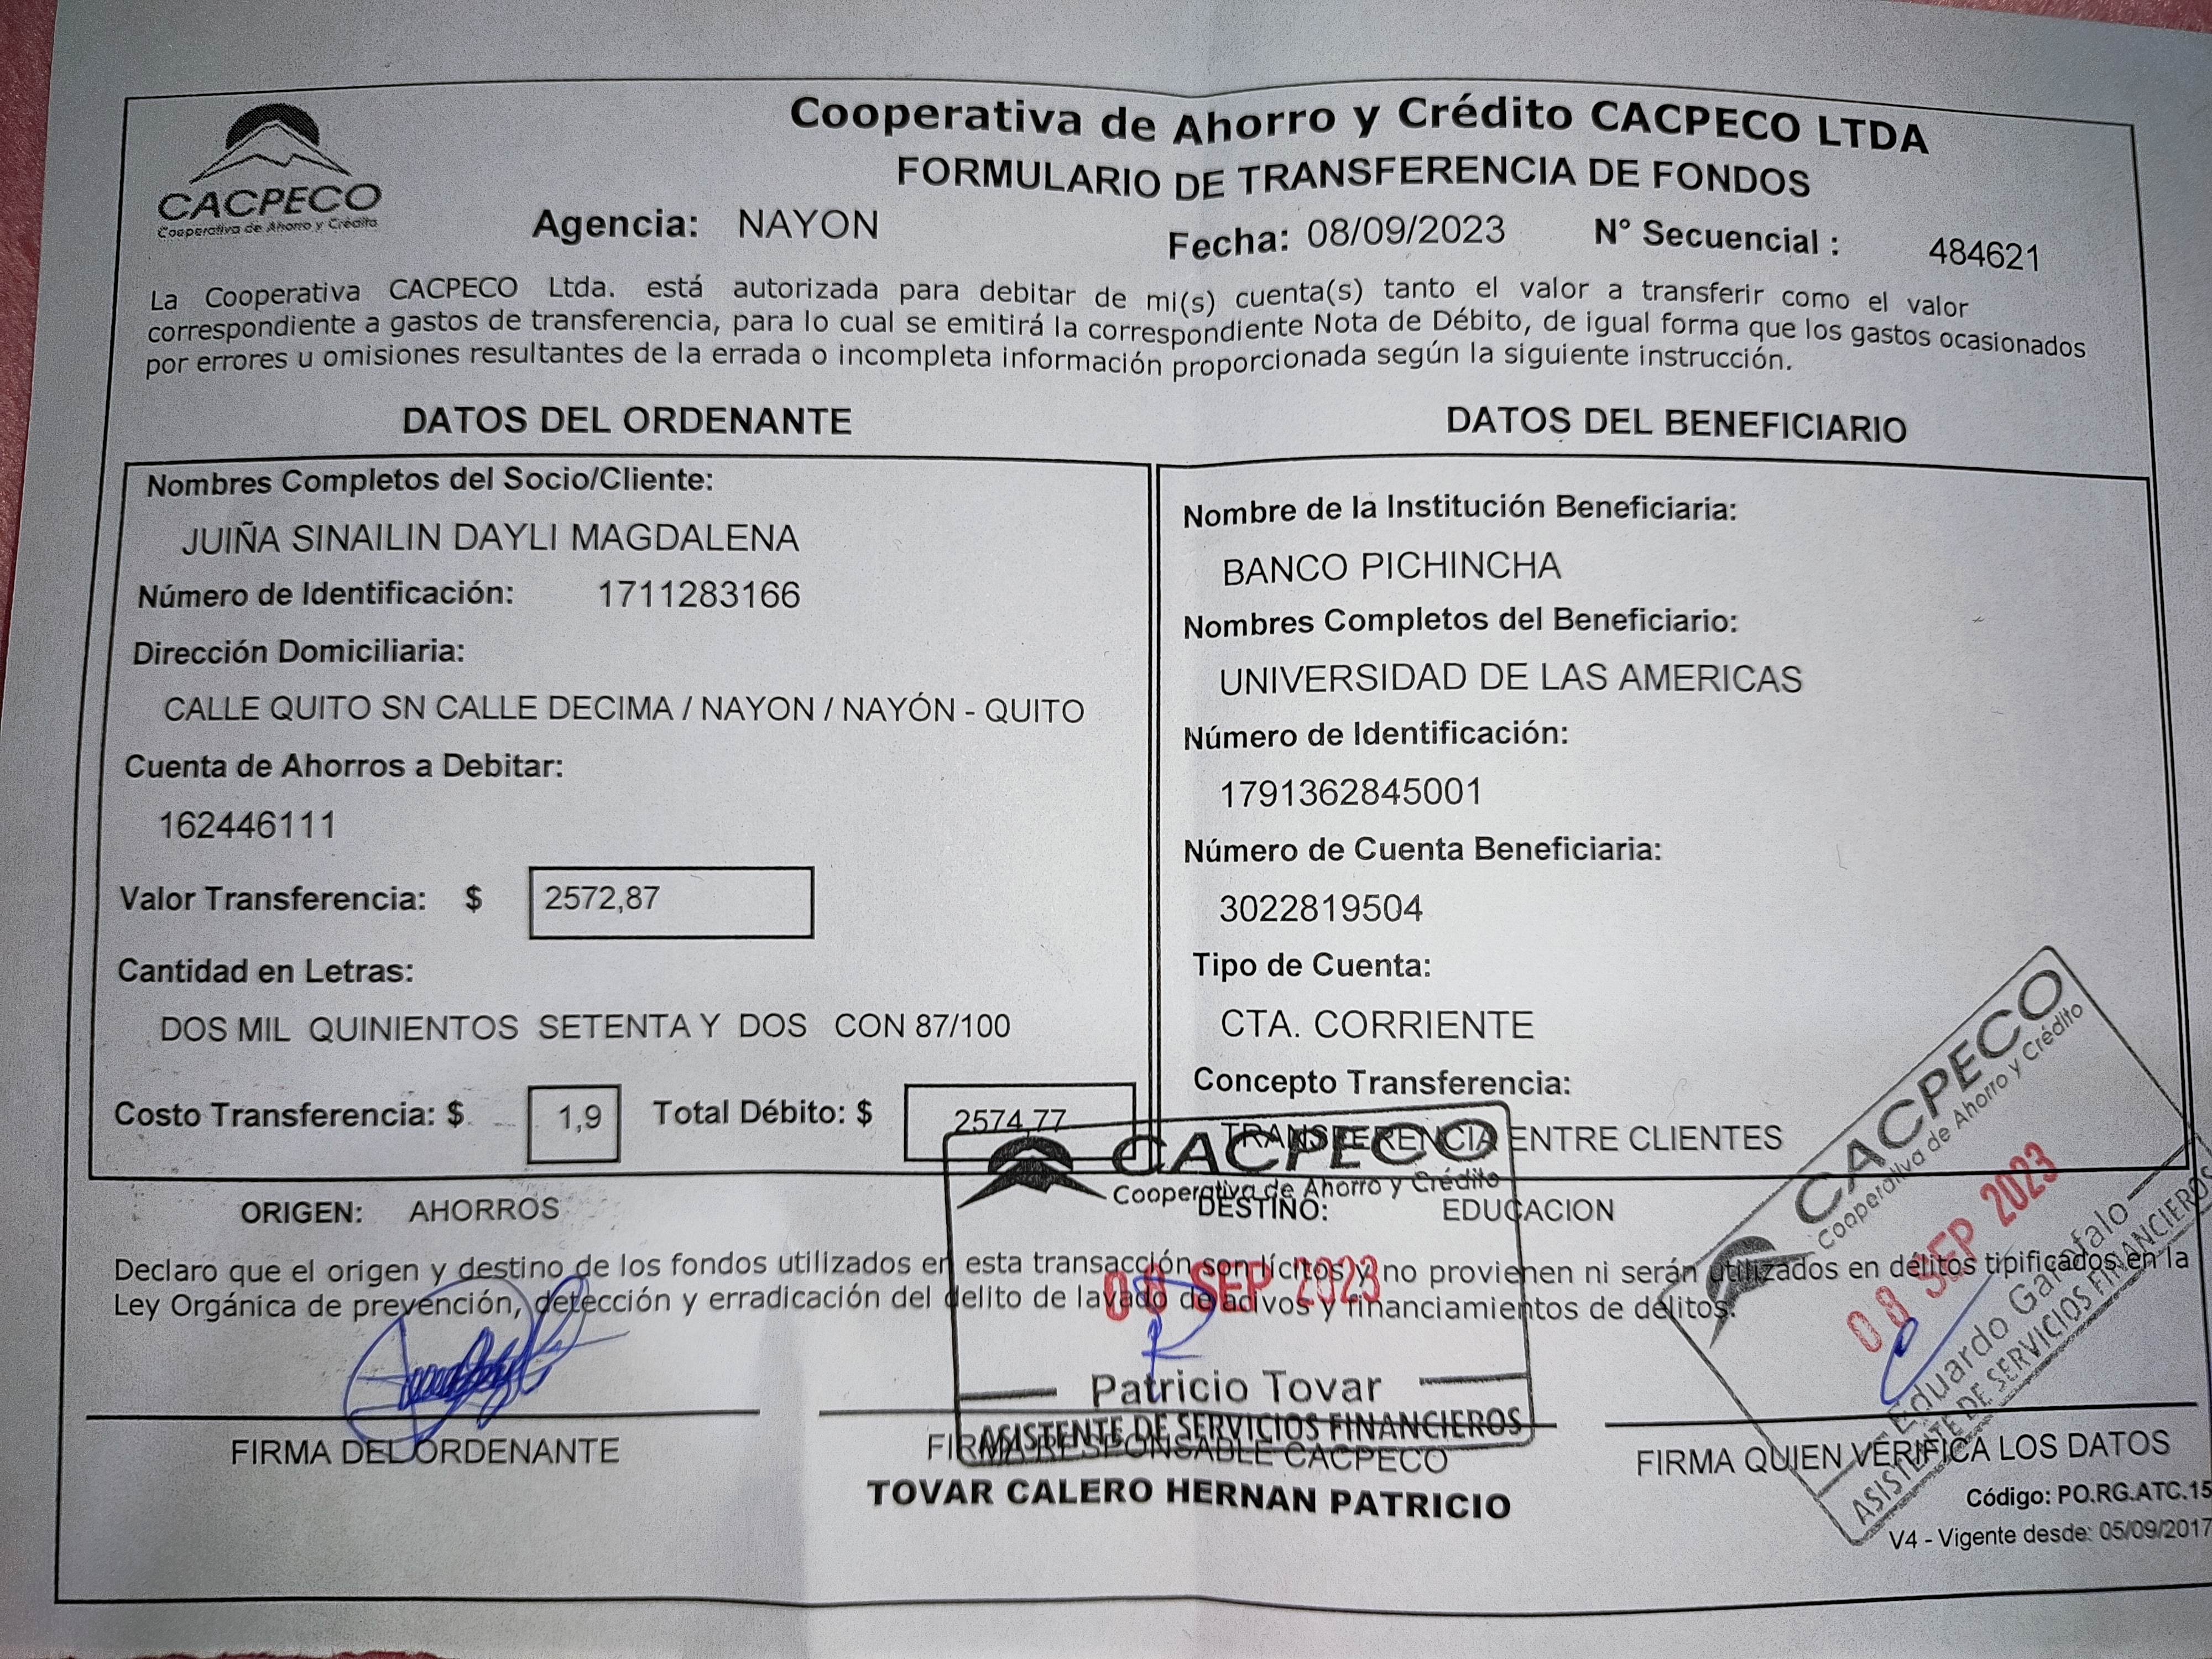 CACPECO
Cooperativa de Ahorro y Crédito
Cooperativa de Ahorro y Crédito CACPECO LTDA
FORMULARIO DE TRANSFERENCIA DE FONDOS
Agencia: NAYON Fecha: 08/09/2023 N° Secuencial : 484621
La Cooperativa CACPECO Ltda. está autorizada para debitar de mi(s) cuenta(s) tanto el valor a transferir como el valor
correspondiente a gastos de transferencia, para lo cual se emitirá la correspondiente Nota de Débito, de igual forma que los gastos ocasionados
por errores u omisiones resultantes de la errada o incompleta información proporcionada según la siguiente instrucción.
DATOS DEL ORDENANTE
Nombres Completos del Socio/Cliente:
JUIÑA SINAILIN DAYLI MAGDALENA
Número de Identificación: 1711283166
Dirección Domiciliaria:
CALLE QUITO SN CALLE DECIMA / NAYON / NAYÓN - QUITO
Cuenta de Ahorros a Debitar:
162446111
Valor Transferencia: $ 2572,87
Cantidad en Letras:
DOS MIL QUINIENTOS SETENTA Y DOS CON 87/100
Costo Transferencia: $ 1,9 Total Débito: $ 2574,77
DATOS DEL BENEFICIARIO
Nombre de la Institución Beneficiaria:
BANCO PICHINCHA
Nombres Completos del Beneficiario:
UNIVERSIDAD DE LAS AMERICAS
Número de Identificación:
1791362845001
Número de Cuenta Beneficiaria:
3022819504
Tipo de Cuenta:
CTA. CORRIENTE
Concepto Transferencia:
TRANSFERENCIA ENTRE CLIENTES
ORIGEN: AHORROS DESTINO: EDUCACION
Declaro que el origen y destino de los fondos utilizados en esta transacción son lícitos y no provienen ni serán utilizados en délitos tipificados en la
Ley Orgánica de prevención, detección y erradicación del delito de lavado de activos y financiamientos de délitos.
CACPECO
Cooperativa de Ahorro y Crédito
08 SEP 2023
Patricio Tovar
ASISTENTE DE SERVICIOS FINANCIEROS
CACPECO
Cooperativa de Ahorro y Crédito
08 SEP 2023
Eduardo Garofalo
ASISTENTE DE SERVICIOS FINANCIEROS
FIRMA DEL ORDENANTE
FIRMA RESPONSABLE CACPECO
TOVAR CALERO HERNAN PATRICIO
FIRMA QUIEN VERIFICA LOS DATOS
Código: PO.RG.ATC.15
V4 - Vigente desde: 05/09/2017